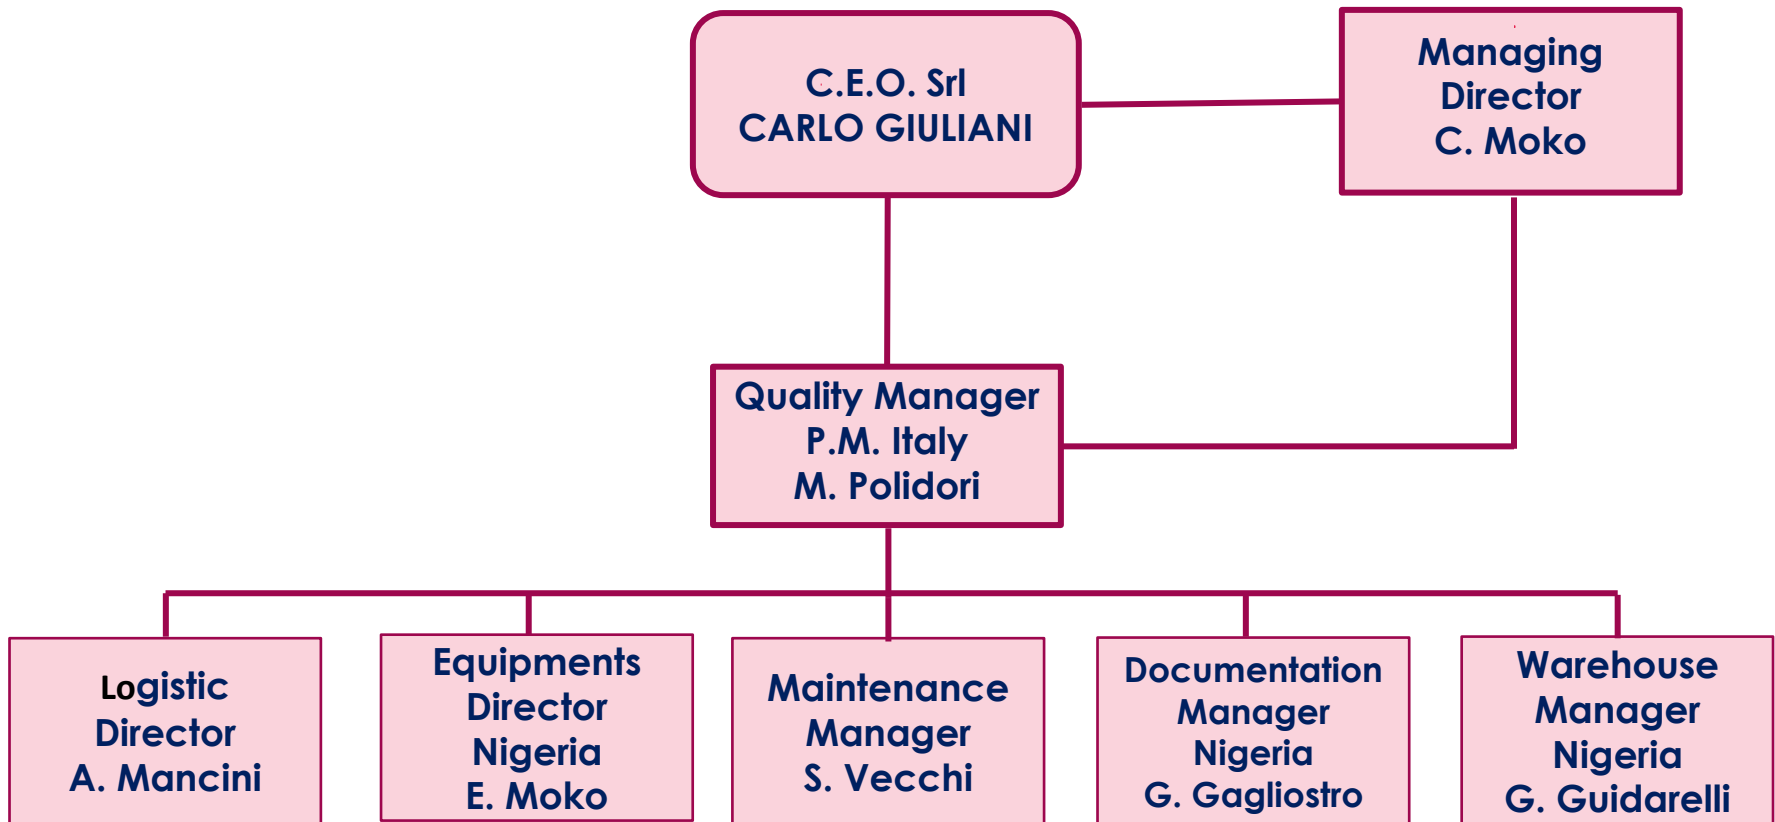 C.E.O. Srl
CARLO GIULIANI
Managing
Director
C. Moko
Quality Manager
P.M. Italy
M. Polidori
Logistic
Director
A. Mancini
Equipments
Director
Nigeria
E. Moko
Maintenance
Manager
S. Vecchi
Documentation
Manager
Nigeria
G. Gagliostro
Warehouse
Manager
Nigeria
G. Guidarelli